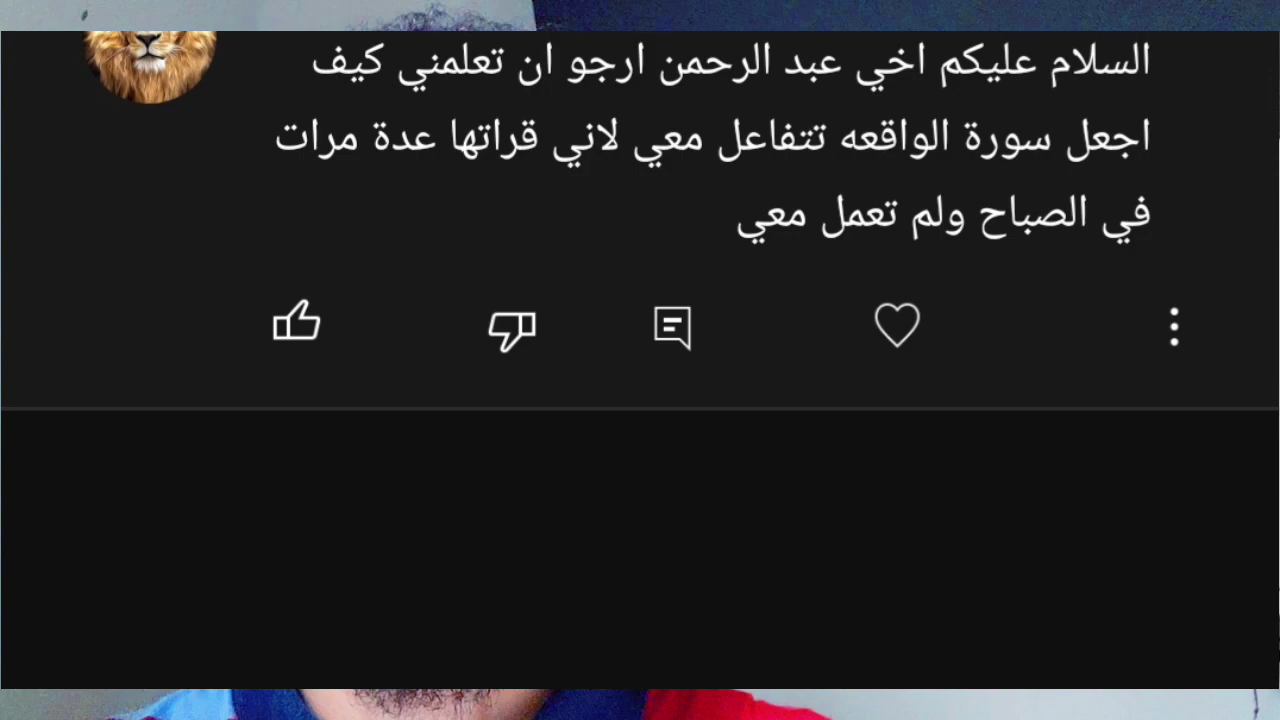 السلام عليكم اخي عبد الرحمن ارجو ان تعلمني كيف
اجعل سورة الواقعه تتفاعل معي لاني قراتها عدة مرات
في الصباح ولم تعمل معي